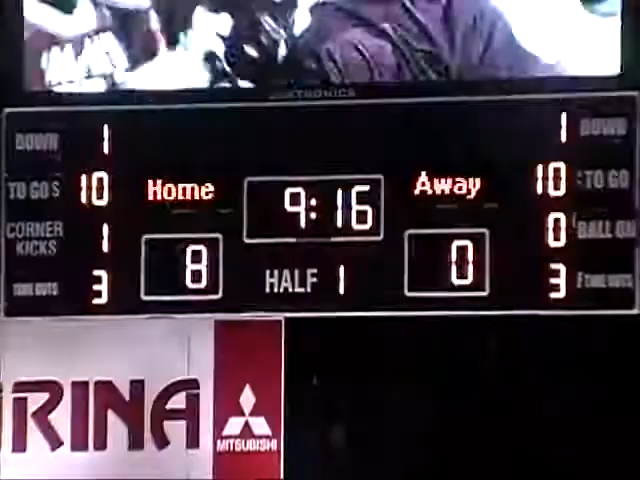 DAKTRONICS
DOWN 1 1 DOWN
TO GO 10 Home 9:16 Away 10 TO GO
CORNER KICKS 1 8 0 0 BALL ON
TIME OUTS 3 HALF 1 3 TIME OUTS
RINA
MITSUBISHI